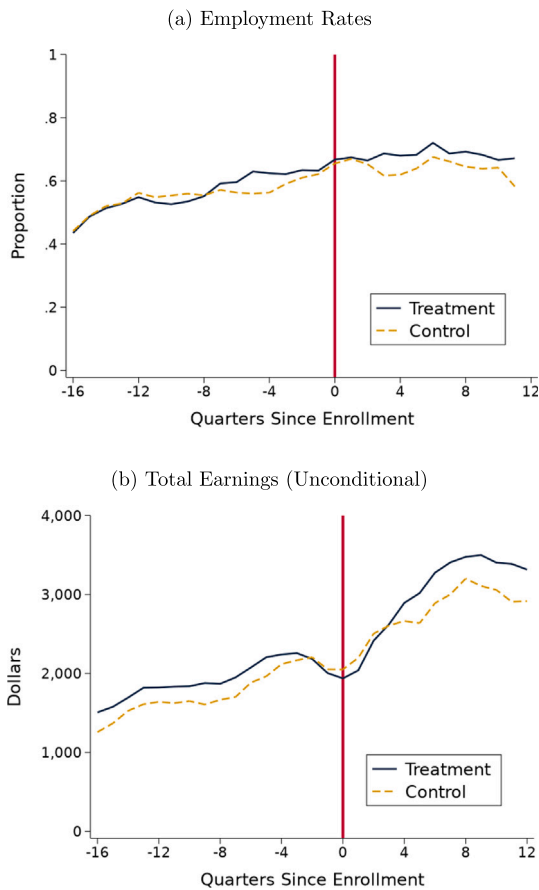 (a) Employment Rates
1
.8
.6
.4
.2
0
Proportion
Treatment
Control
-16 -12 -8 -4 0 4 8 12
Quarters Since Enrollment
(b) Total Earnings (Unconditional)
4,000
3,000
2,000
1,000
0
Dollars
Treatment
Control
-16 -12 -8 -4 0 4 8 12
Quarters Since Enrollment